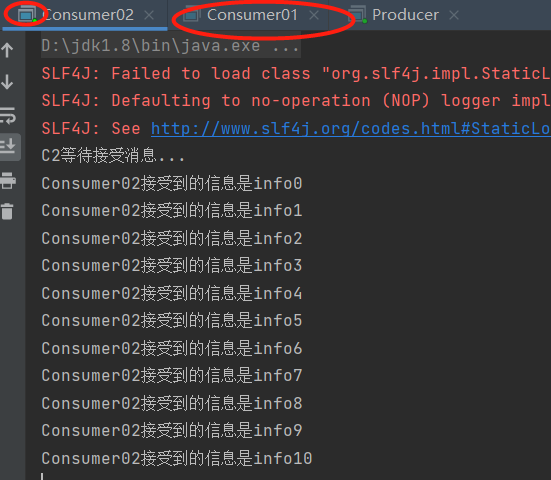 Consumer02 Consumer01 Producer
D:\jdk1.8\bin\java.exe ...
SLF4J: Failed to load class "org.slf4j.impl.StaticL
SLF4J: Defaulting to no-operation (NOP) logger impl
SLF4J: See http://www.slf4j.org/codes.html#StaticLo
C2等待接受消息...
Consumer02接受到的信息是info0
Consumer02接受到的信息是info1
Consumer02接受到的信息是info2
Consumer02接受到的信息是info3
Consumer02接受到的信息是info4
Consumer02接受到的信息是info5
Consumer02接受到的信息是info6
Consumer02接受到的信息是info7
Consumer02接受到的信息是info8
Consumer02接受到的信息是info9
Consumer02接受到的信息是info10